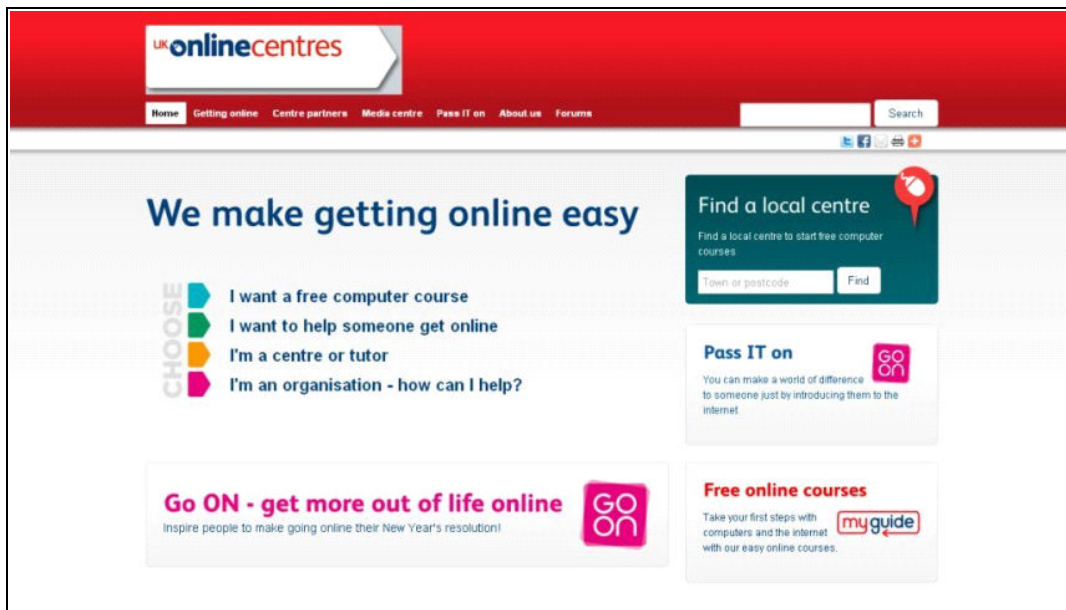 UK onlinecentres
Home Getting online Centre partners Media centre Pass IT on About us Forums
Search
We make getting online easy
CHOOSE
I want a free computer course
I want to help someone get online
I'm a centre or tutor
I'm an organisation - how can I help?
Find a local centre
Find a local centre to start free computer
courses
Town or postcode
Find
Pass IT on
GO
ON
You can make a world of difference
to someone just by introducing them to the
internet
Go ON - get more out of life online
Inspire people to make going online their New Year's resolution!
GO
ON
Free online courses
Take your first steps with
computers and the internet
with our easy online courses.
myguide